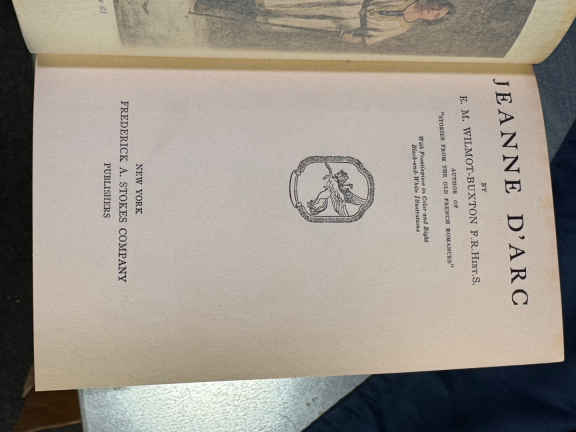 JEANNE D'ARC
BY
E. M. WILMOT-BUXTON F.R.HIST.S.
AUTHOR OF
"STORIES FROM THE OLD FRENCH ROMANCES"
With Frontispiece in Color and Eight
Black-and-White Illustrations
NEW YORK
FREDERICK A. STOKES COMPANY
PUBLISHERS